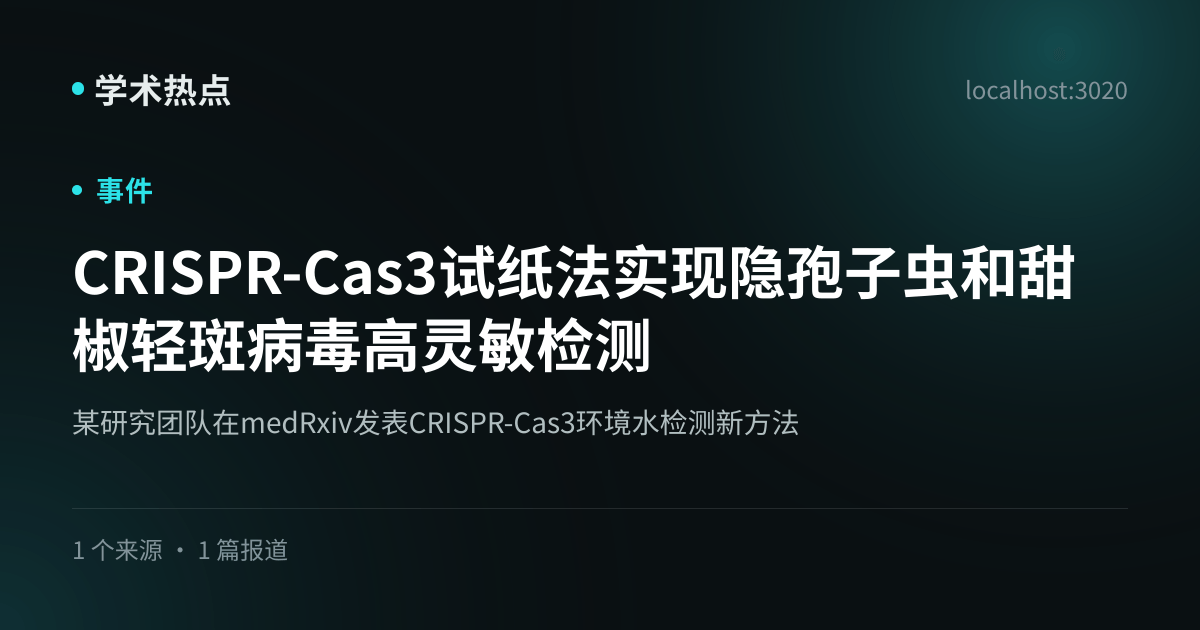 学术热点
localhost:3020
事件
CRISPR-Cas3试纸法实现隐孢子虫和甜
椒轻斑病毒高灵敏检测
某研究团队在medRxiv发表CRISPR-Cas3环境水检测新方法
1 个来源 · 1 篇报道